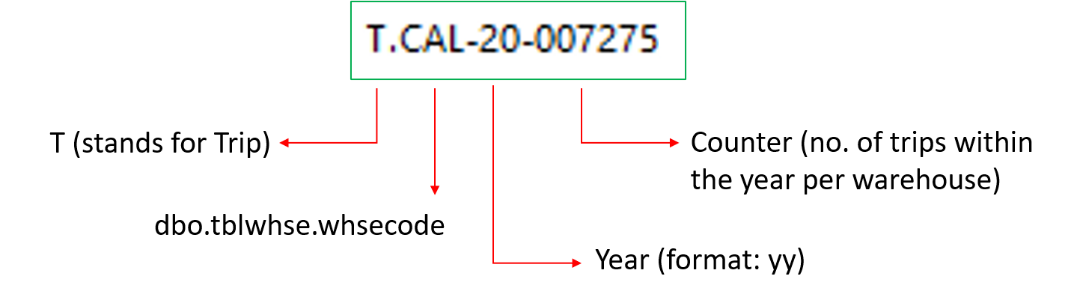 T.CAL-20-007275
T (stands for Trip)
Counter (no. of trips within
the year per warehouse)
dbo.tblwhse.whsecode
Year (format: yy)